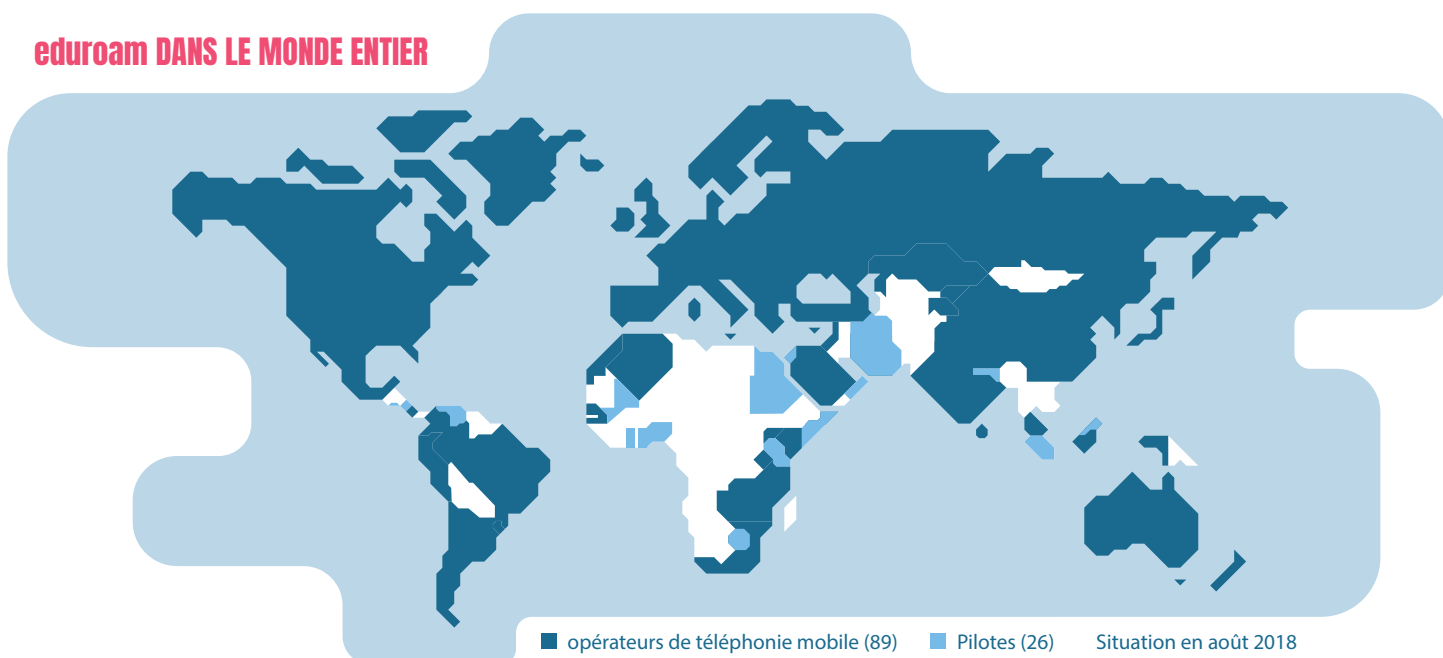 eduroam DANS LE MONDE ENTIER
opérateurs de téléphonie mobile (89) Pilotes (26) Situation en août 2018